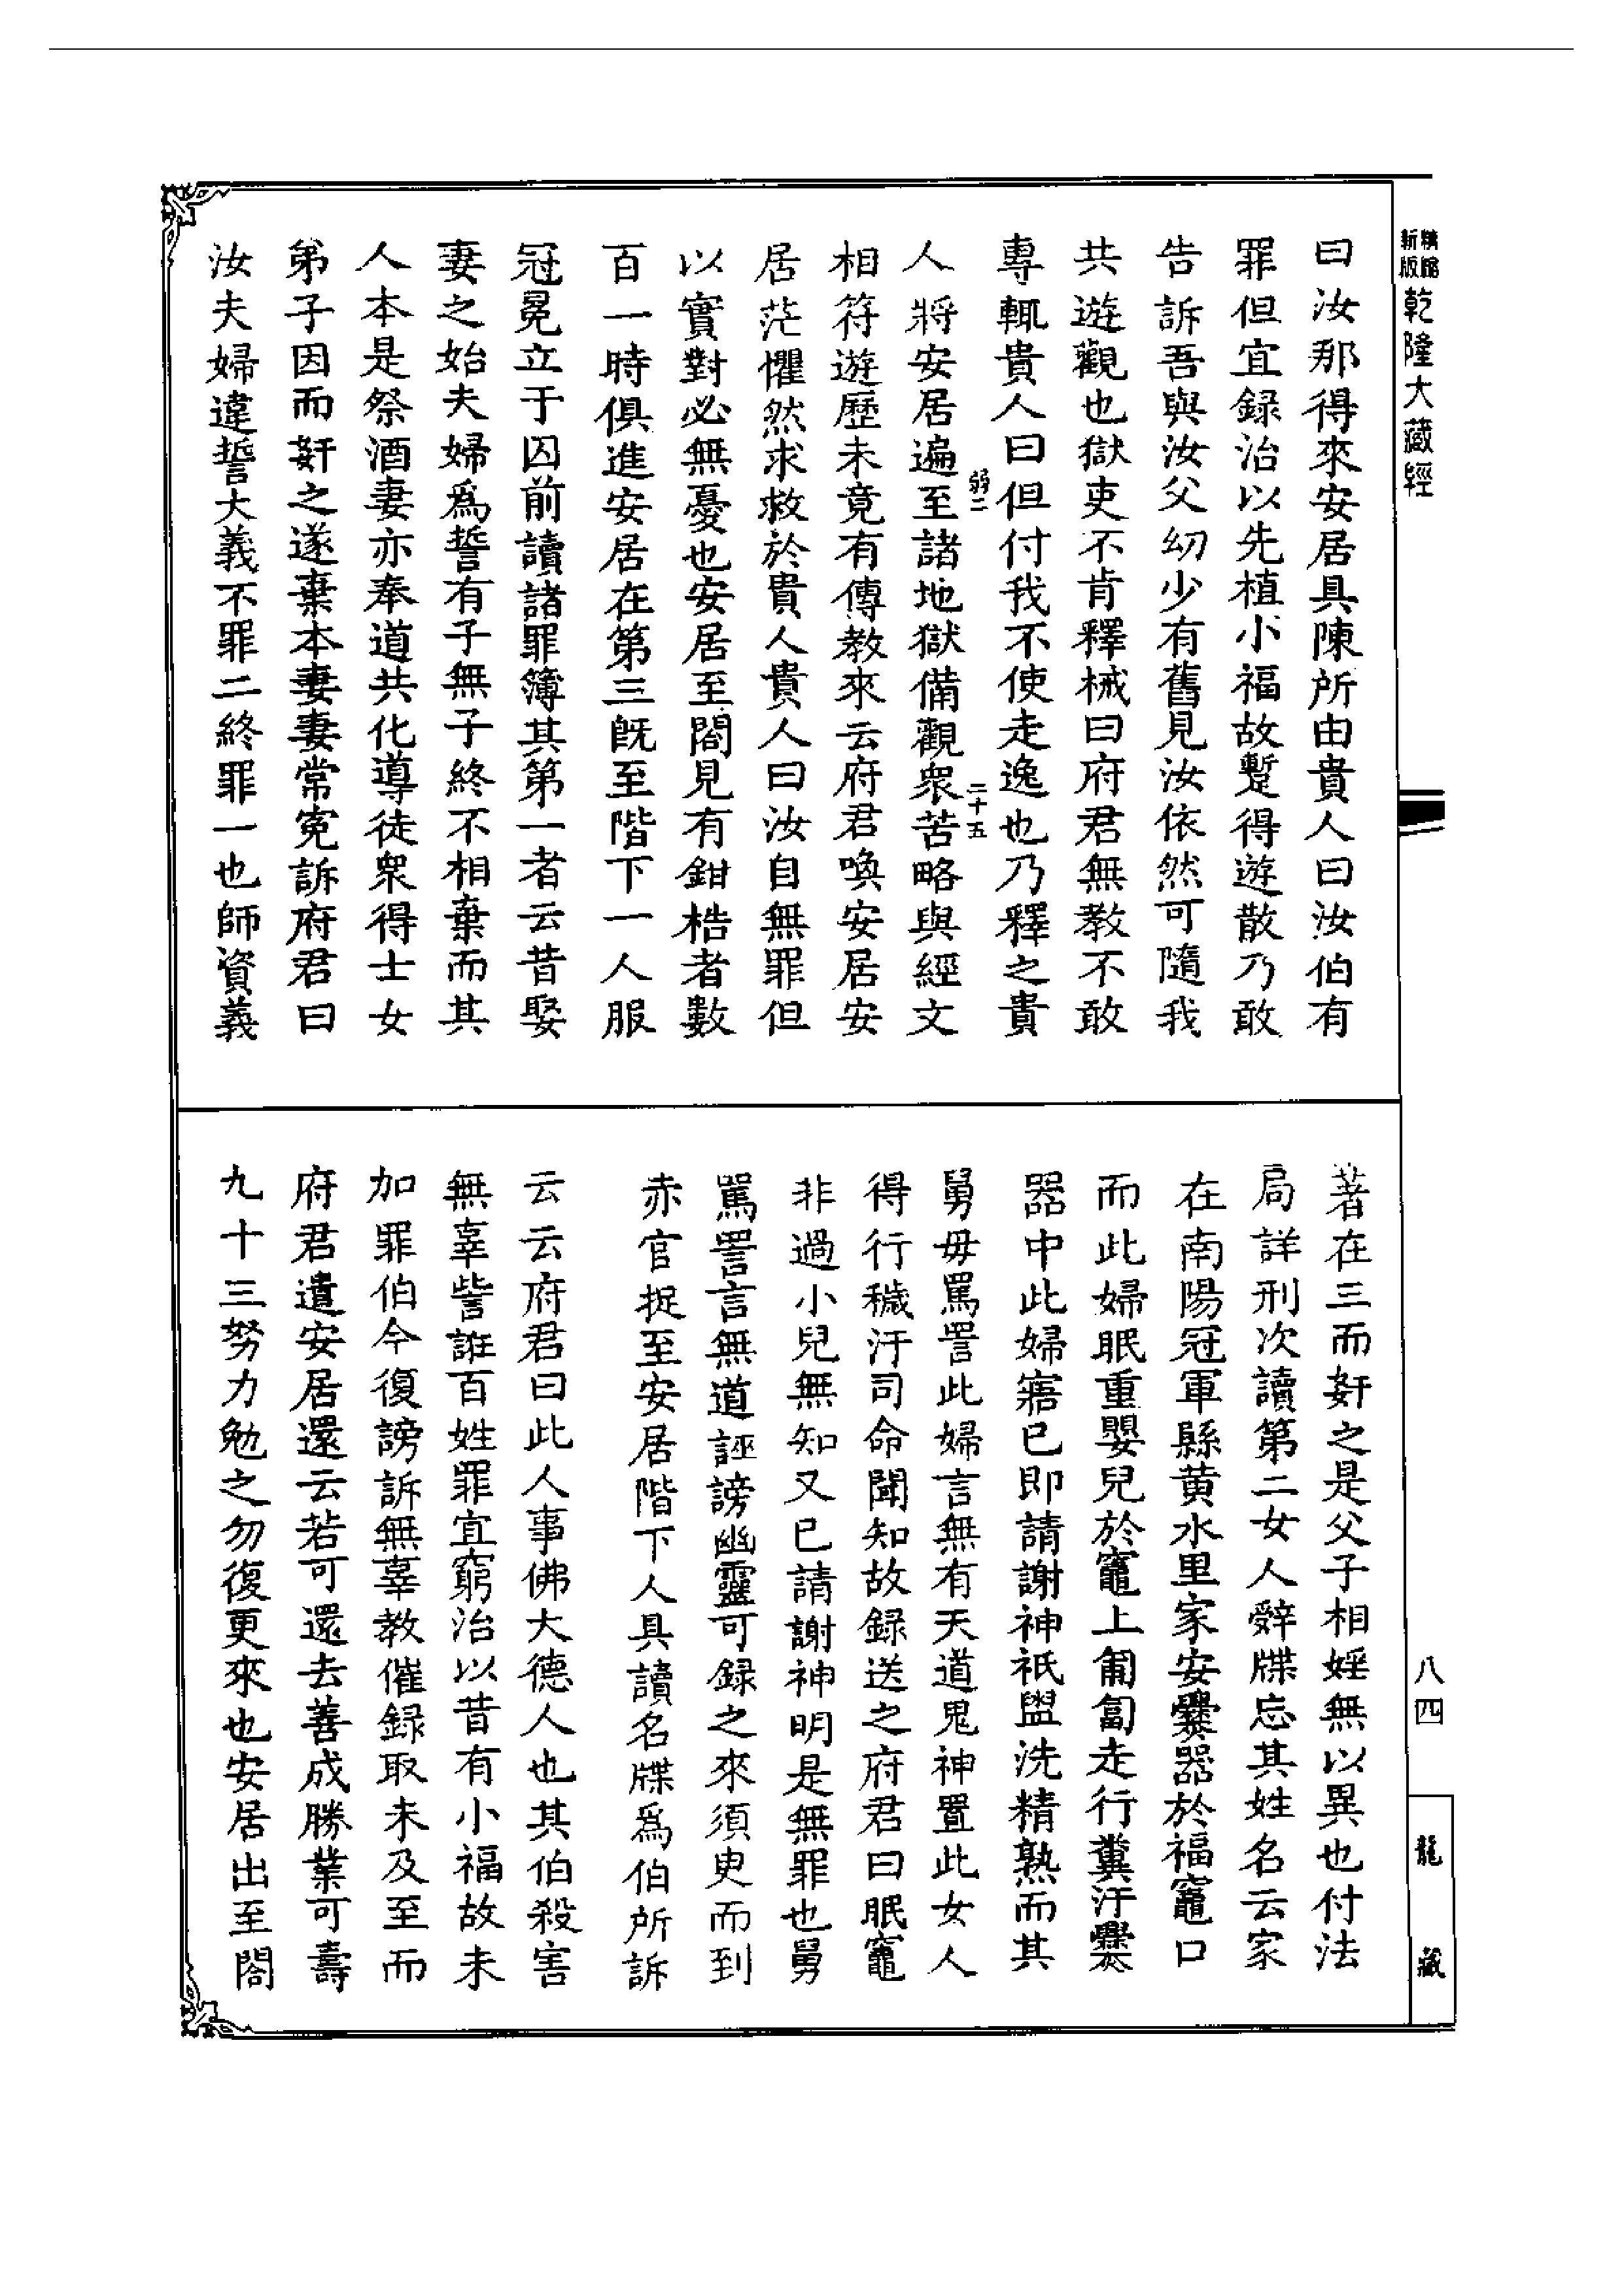 精縮新版乾隆大藏經
曰汝那得來安居具陳所由貴人曰汝伯有
罪但宜録治以先植小福故蹔得遊散乃敢
告訴吾與汝父幼少有舊見汝依然可隨我
共遊觀也獄吏不肯釋械曰府君無教不敢
專輒貴人曰但付我不使走逸也乃釋之貴
弱二
二十五
人將安居遍至諸地獄備觀衆苦略與經文
相符遊歷未竟有傳教來云府君喚安居安
居茫懼然求救於貴人貴人曰汝自無罪但
以實對必無憂也安居至閤見有鉗梏者數
百一時俱進安居在第三旣至階下一人服
冠冕立于囚前讀諸罪簿其第一者云昔娶
妻之始夫婦爲誓有子無子終不相棄而其
人本是祭酒妻亦奉道共化導徒衆得士女
弟子因而姧之遂棄本妻妻常寃訴府君曰
汝夫婦違誓大義不罪二終罪一也師資義
著在三而姧之是父子相婬無以異也付法
局詳刑次讀第二女人辤牒忘其姓名云家
在南陽冠軍縣黄水里家安爨器於福竈口
而此婦眠重嬰兒於竈上匍匐走行糞汙爨
器中此婦寤已即請謝神祇盥洗精熟而其
舅毋罵詈此婦言無有天道鬼神置此女人
得行穢汙司命聞知故録送之府君曰眠竈
非過小兒無知又已請謝神明是無罪也舅
罵詈言無道誣謗幽靈可録之來須臾而到
赤官捉至安居階下人具讀名牒爲伯所訴
云云府君曰此人事佛大德人也其伯殺害
無辜訾誑百姓罪宜窮治以昔有小福故未
加罪伯今復謗訴無辜教催録取未及至而
府君遣安居還云若可還去善成勝業可壽
九十三努力勉之勿復更來也安居出至閤
八四
龍藏